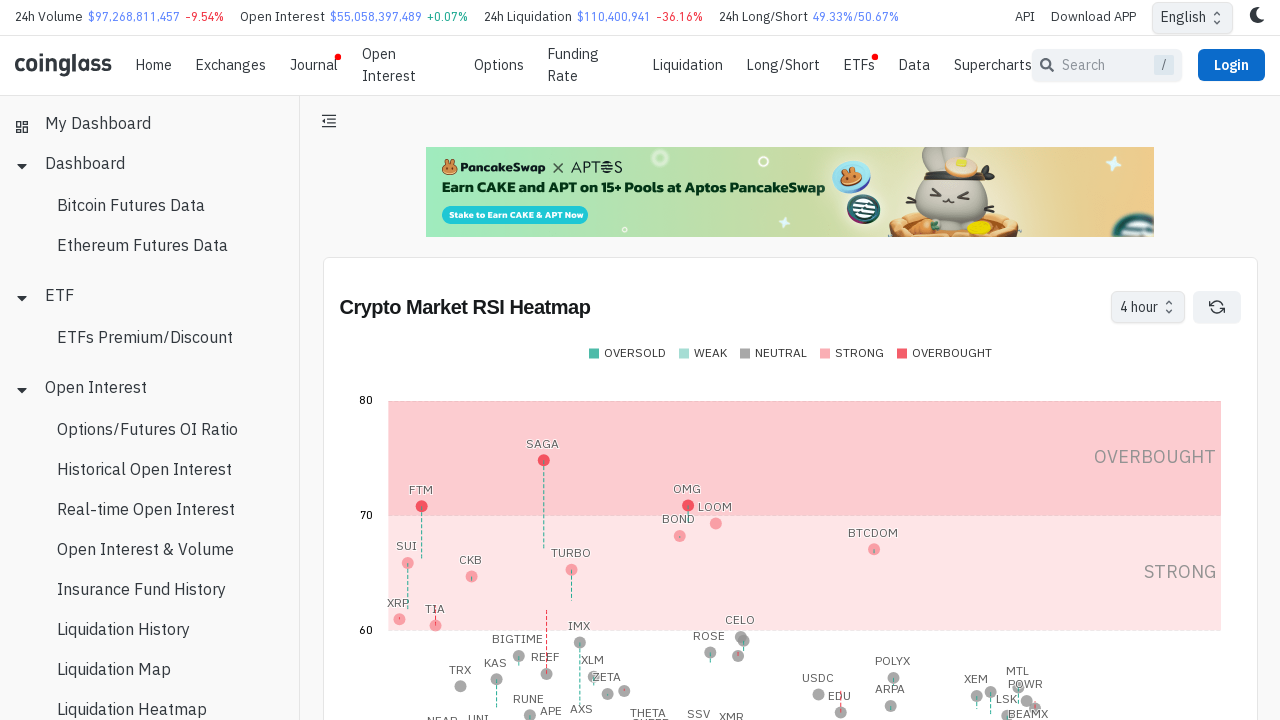 24h Volume $97,268,811,457 -9.54% Open Interest $55,058,397,489 +0.07% 24h Liquidation $110,400,941 -36.16% 24h Long/Short 49.33%/50.67% API Download APP English
coinglass Home Exchanges Journal Open Interest Options Funding Rate Liquidation Long/Short ETFs Data Supercharts Search / Login
My Dashboard
Dashboard
Bitcoin Futures Data
Ethereum Futures Data
ETF
ETFs Premium/Discount
Open Interest
Options/Futures OI Ratio
Historical Open Interest
Real-time Open Interest
Open Interest & Volume
Insurance Fund History
Liquidation History
Liquidation Map
Liquidation Heatmap
PancakeSwap × APTOS
Earn CAKE and APT on 15+ Pools at Aptos PancakeSwap
Stake to Earn CAKE & APT Now
Crypto Market RSI Heatmap
4 hour
OVERSOLD WEAK NEUTRAL STRONG OVERBOUGHT
80
SAGA
OVERBOUGHT
FTM OMG
LOOM
70 BOND
BTCDOM
SUI TURBO
CKB
STRONG
XRP TIA
CELO
60 IMX
BIGTIME ROSE
REEF XLM POLYX
TRX KAS MTL
ZETA USDC XEM POWR
EDU ARPA
RUNE LSK
APE AXS THETA SSV XMR BEAMX
UNI